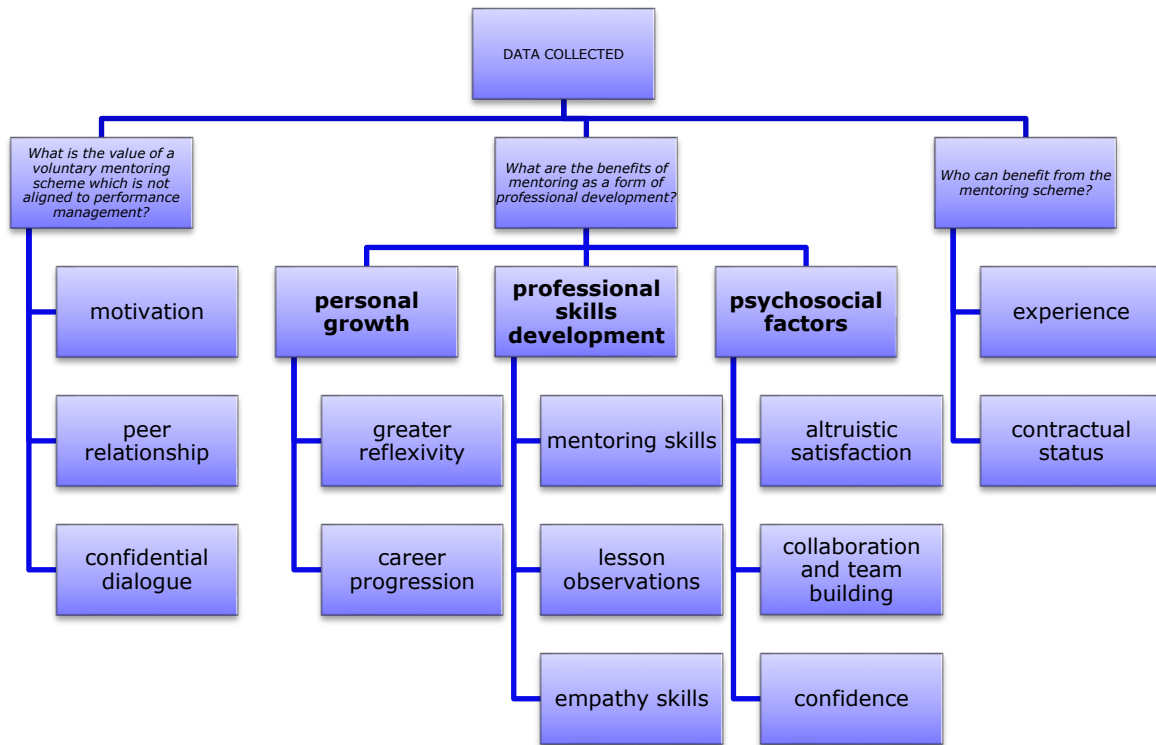 DATA COLLECTED
What is the value of a
voluntary mentoring
scheme which is not
aligned to performance
management?
What are the benefits of
mentoring as a form of
professional development?
Who can benefit from the
mentoring scheme?
motivation
peer
relationship
confidential
dialogue
personal
growth
greater
reflexivity
career
progression
professional
skills
development
mentoring skills
lesson
observations
empathy skills
psychosocial
factors
altruistic
satisfaction
collaboration
and team
building
confidence
experience
contractual
status